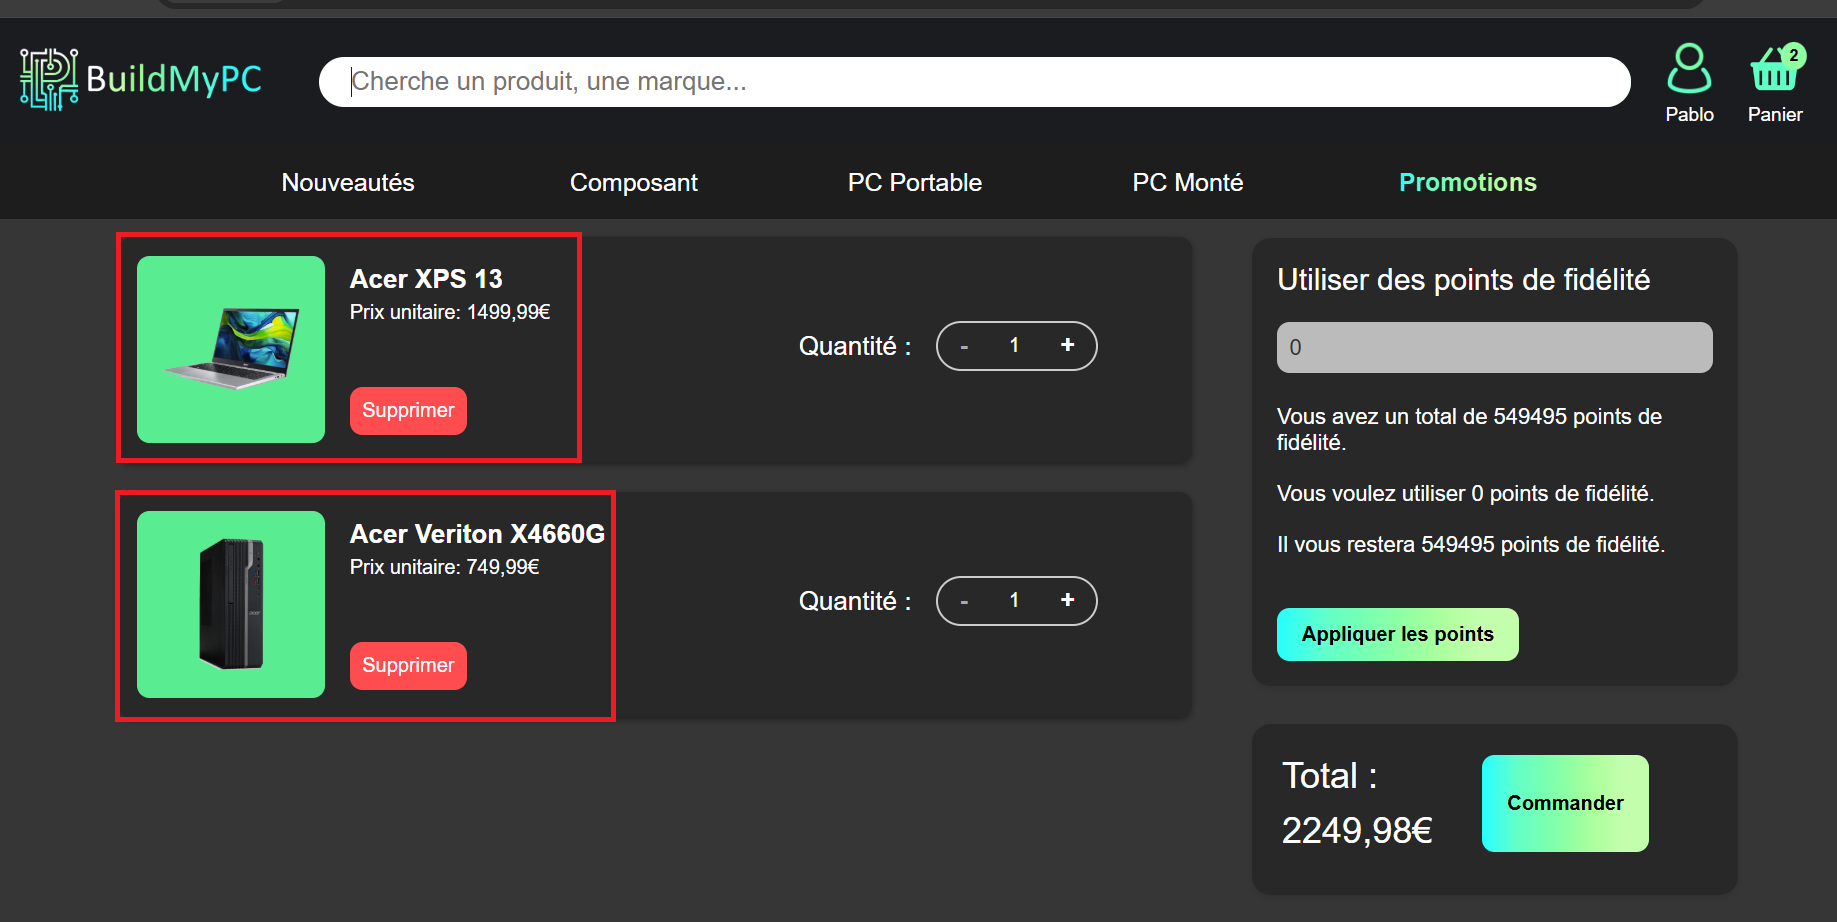 BuildMyPC
Cherche un produit, une marque...
2
Pablo
Panier
Nouveautés
Composant
PC Portable
PC Monté
Promotions
Acer XPS 13
Prix unitaire: 1499,99€
Supprimer
Quantité :
- 1 +
Acer Veriton X4660G
Prix unitaire: 749,99€
Supprimer
Quantité :
- 1 +
Utiliser des points de fidélité
0
Vous avez un total de 549495 points de
fidélité.
Vous voulez utiliser 0 points de fidélité.
Il vous restera 549495 points de fidélité.
Appliquer les points
Total :
2249,98€
Commander